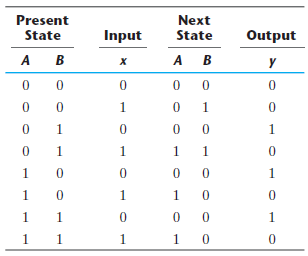 Present Next
State Input State Output
A B x A B y
0 0 0 0 0 0
0 0 1 0 1 0
0 1 0 0 0 1
0 1 1 1 1 0
1 0 0 0 0 1
1 0 1 1 0 0
1 1 0 0 0 1
1 1 1 1 0 0